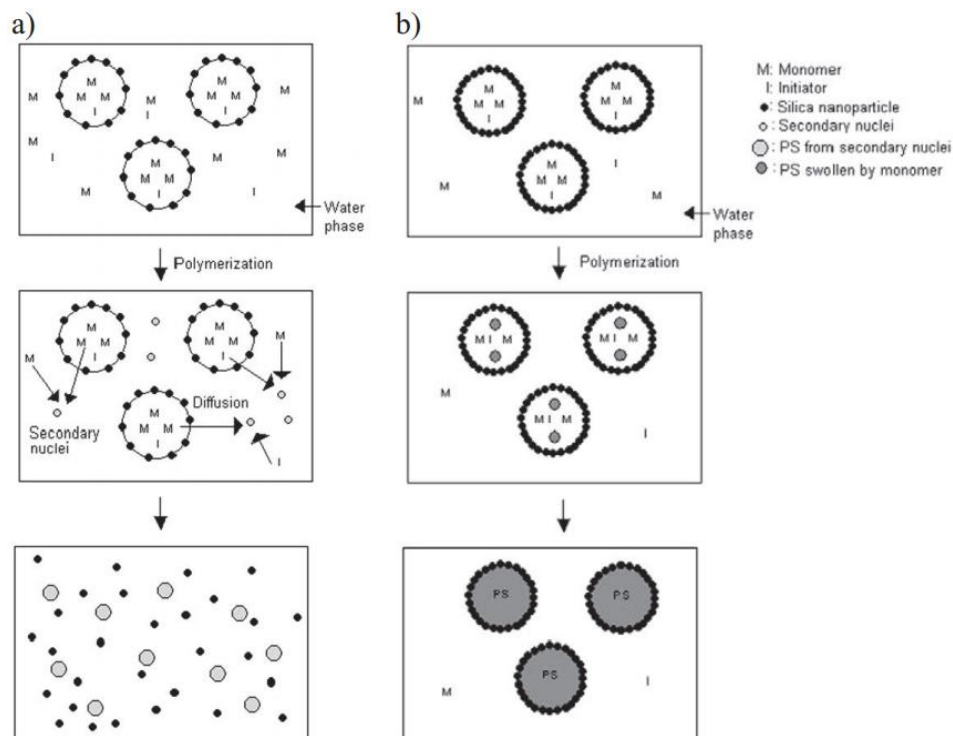 a)
M
M
M M
I
M
M M
I
M
M
M
I
M
M M
I
M
I
M
M
M
I
Water
phase
Polymerization
M
M M
I
M
M M
I
M
M
Diffusion
M
M M
I
Secondary
nuclei
I
b)
M
M
M M
I
M
M M
I
M
M M
I
I
M
M
Water
phase
Polymerization
M I M
M I M
M
M I M
I
PS
PS
PS
M
I
M: Monomer
I: Initiator
: Silica nanoparticle
: Secondary nuclei
: PS from secondary nuclei
: PS swollen by monomer